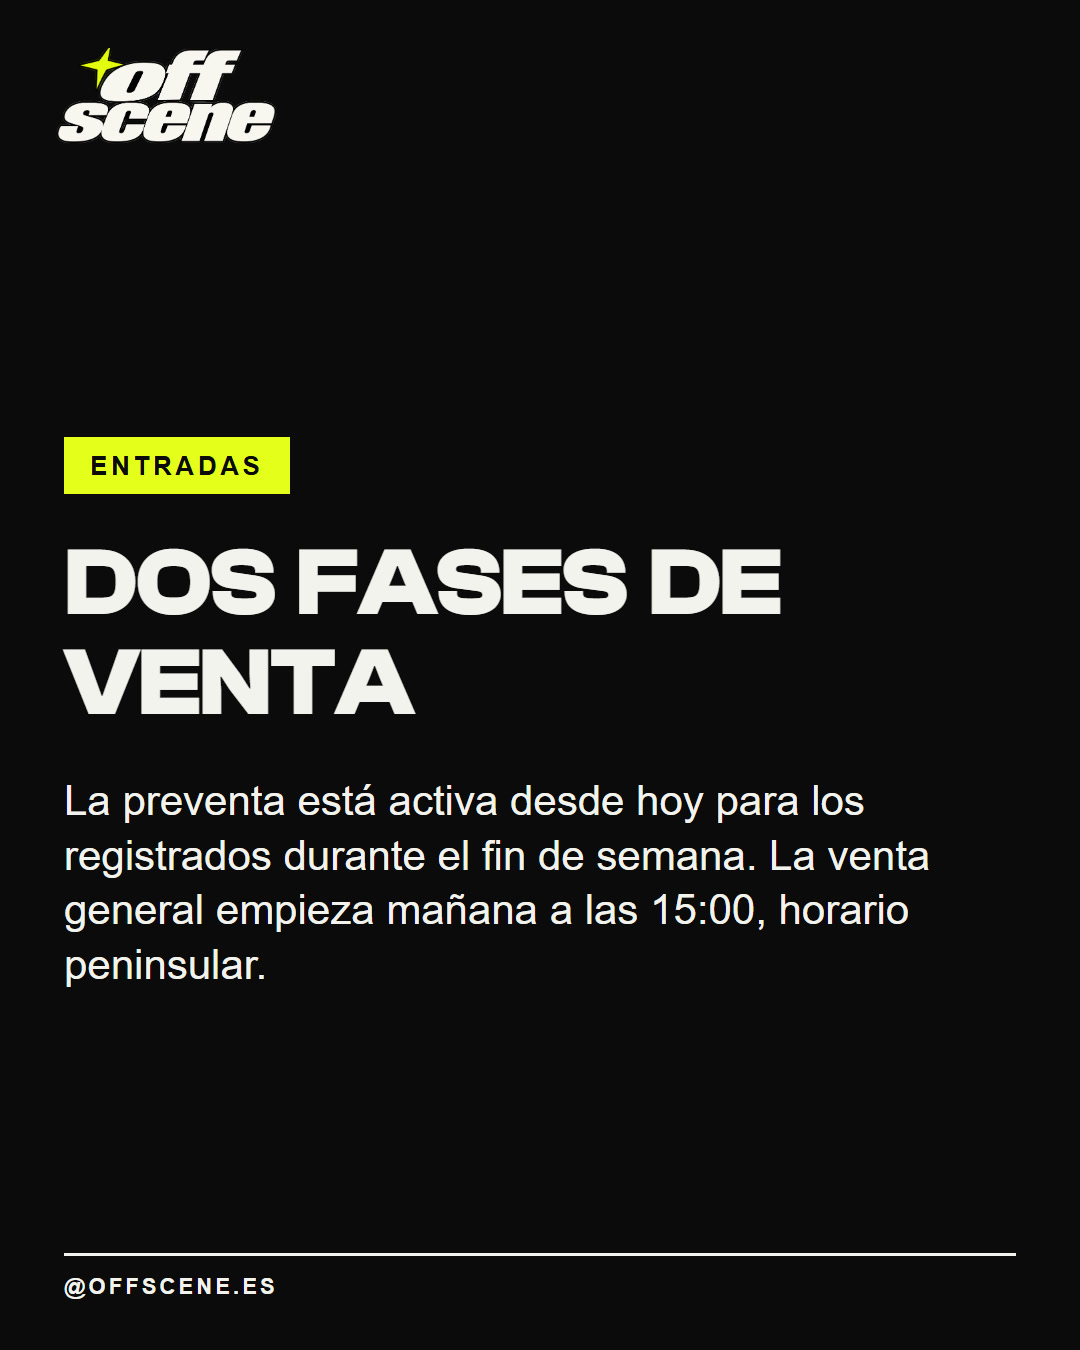 off
scene
ENTRADAS
DOS FASES DE
VENTA
La preventa está activa desde hoy para los
registrados durante el fin de semana. La venta
general empieza mañana a las 15:00, horario
peninsular.
@OFFSCENE.ES